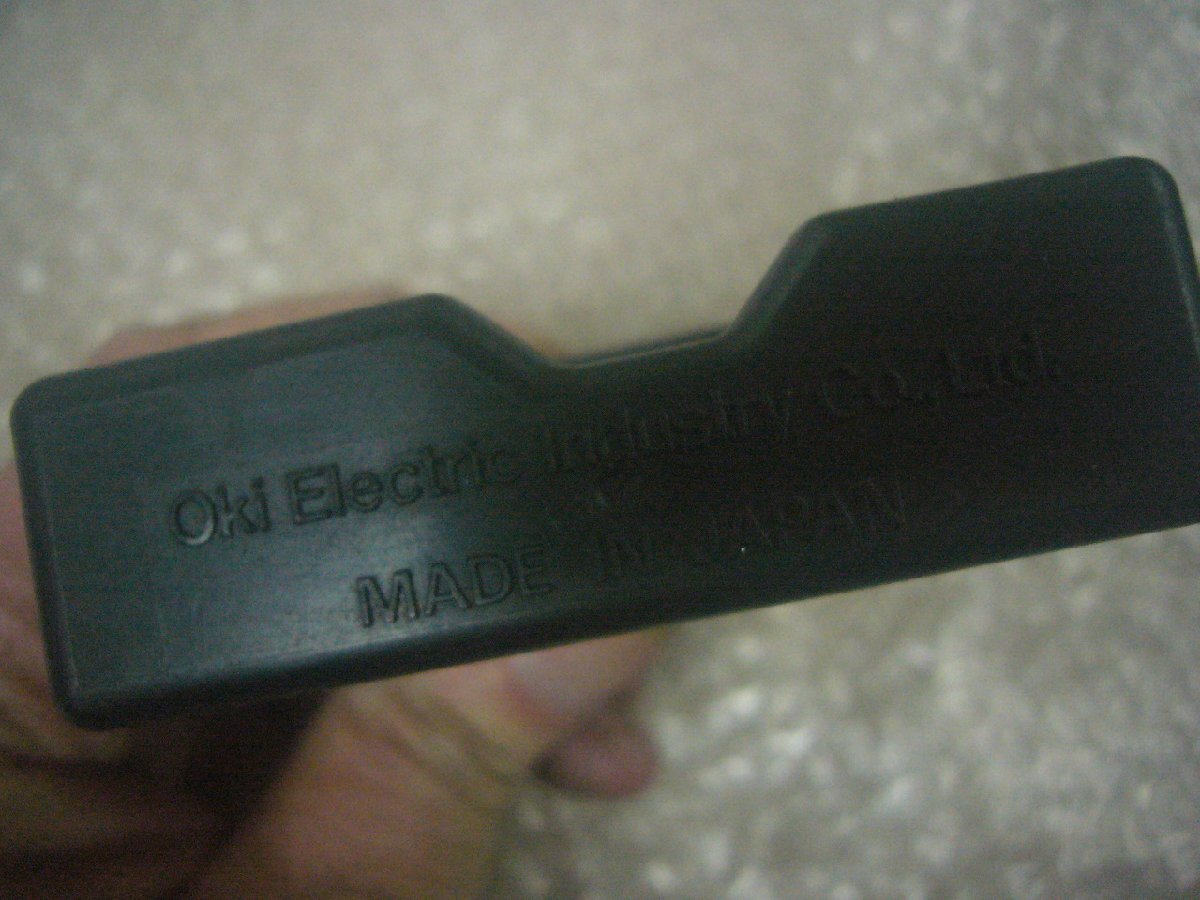 Oki Electric Industry Co., Ltd.
MADE IN JAPAN